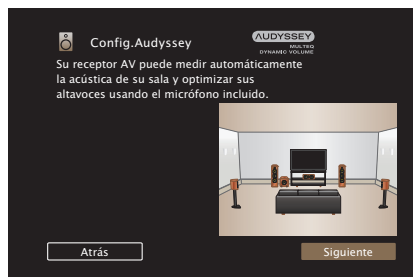 Config.Audyssey
AUDYSSEY
MULTEQ
DYNAMIC VOLUME
Su receptor AV puede medir automáticamente
la acústica de su sala y optimizar sus
altavoces usando el micrófono incluido.
Atrás
Siguiente